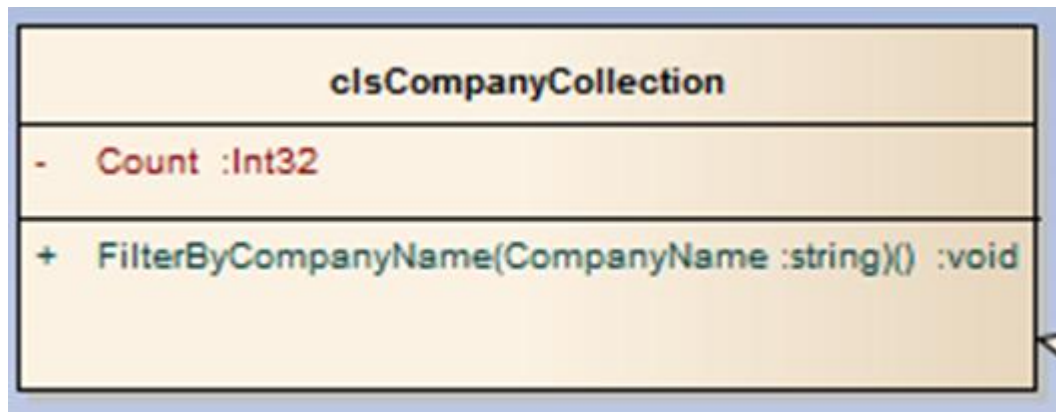 clsCompanyCollection
- Count :Int32
+ FilterByCompanyName(CompanyName :string)() :void